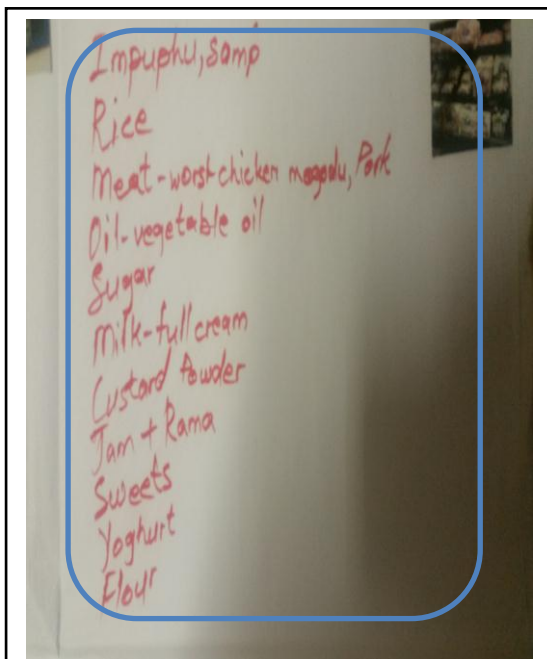 Impuphu, samp
Rice
Meat-worst-chicken mogodu, Pork
Oil-vegetable oil
Sugar
Milk-full cream
Custard Powder
Jam + Rama
Sweets
Yoghurt
Flour